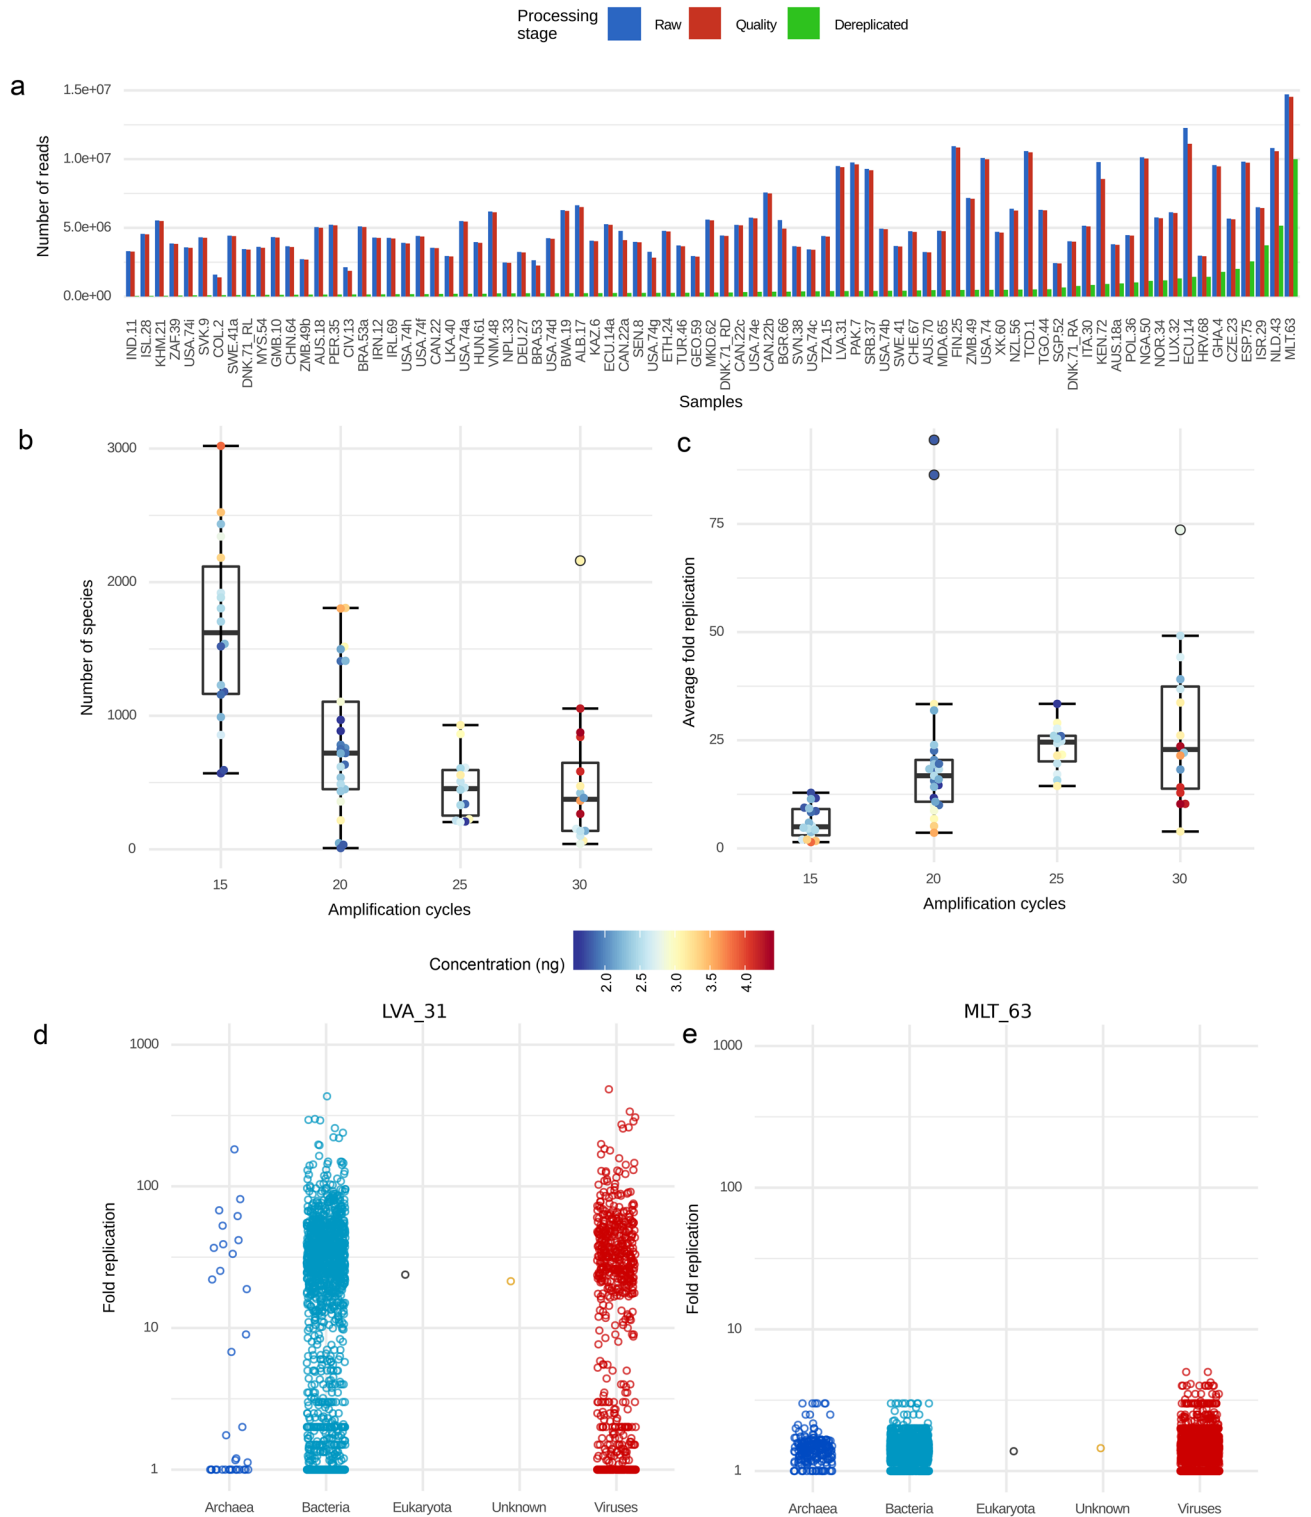 Processing
stage
Raw
Quality
Dereplicated
a
1.5e+07
1.0e+07
5.0e+06
0.0e+00
Number of reads
IND.11
ISL.28
KHM.21
ZAF.39
USA.74i
SVK.9
COL.2
SWE.41a
DNK.71_RL
MYS.54
GMB.10
CHN.64
ZMB.49b
AUS.18
PER.35
CIV.13
BRA.53a
IRN.12
IRL.69
USA.74h
USA.74f
CAN.22
LKA.40
USA.74a
HUN.61
VNM.48
NPL.33
DEU.27
BRA.53
USA.74d
BWA.19
ALB.17
KAZ.6
ECU.14a
CAN.22a
SEN.8
USA.74g
ETH.24
TUR.46
GEO.59
MKD.62
DNK.71_RD
CAN.22c
USA.74e
CAN.22b
BGR.66
SVN.38
USA.74c
TZA.15
LVA.31
PAK.7
SRB.37
USA.74b
SWE.41
CHE.67
AUS.70
MDA.65
FIN.25
ZMB.49
USA.74
XK.60
NZL.56
TCD.1
TGO.44
SGP.52
DNK.71_RA
ITA.30
KEN.72
AUS.18a
POL.36
NGA.50
NOR.34
LUX.32
ECU.14
HRV.68
GHA.4
CZE.23
ESP.75
ISR.29
NLD.43
MLT.63
Samples
b
3000
2000
1000
0
Number of species
15
20
25
30
Amplification cycles
c
75
50
25
0
Average fold replication
15
20
25
30
Amplification cycles
Concentration (ng)
2.0
2.5
3.0
3.5
4.0
d
LVA_31
1000
100
10
1
Fold replication
Archaea
Bacteria
Eukaryota
Unknown
Viruses
e
MLT_63
1000
100
10
1
Fold replication
Archaea
Bacteria
Eukaryota
Unknown
Viruses